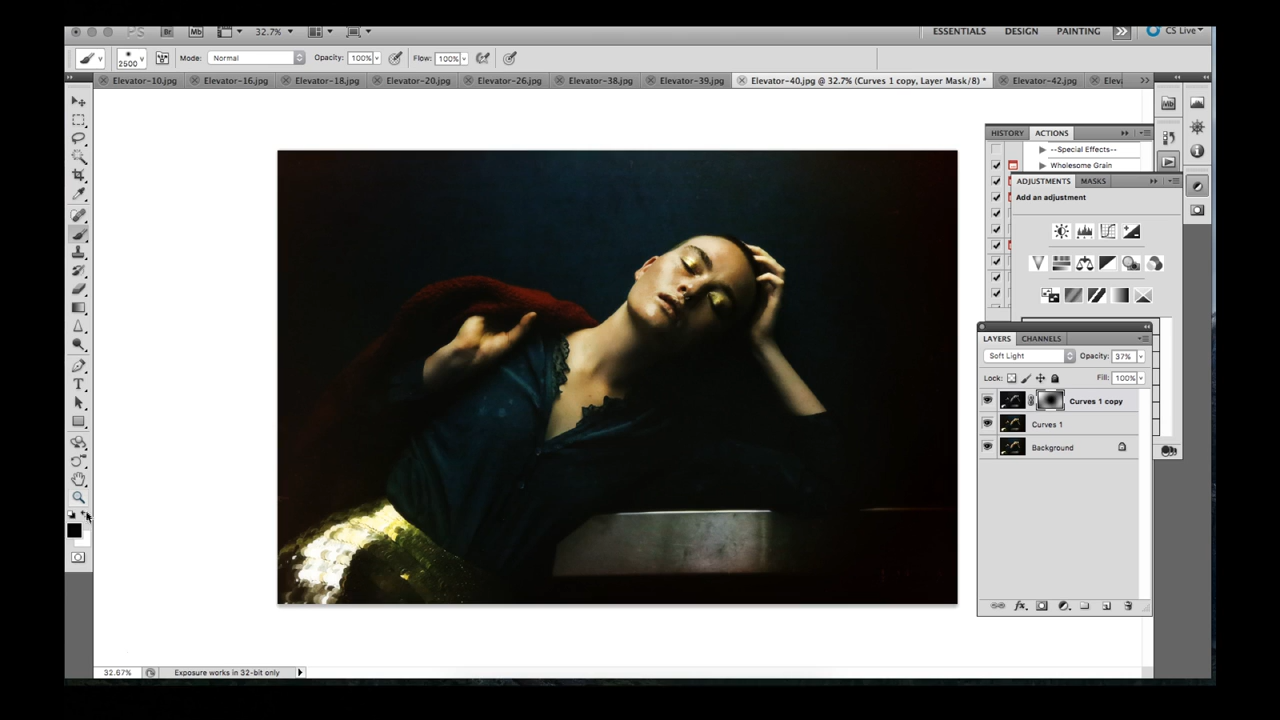 PS Br Mb 32.7% ESSENTIALS DESIGN PAINTING CS Live
2500 Mode: Normal Opacity: 100% Flow: 100%
Elevator-10.jpg Elevator-16.jpg Elevator-18.jpg Elevator-20.jpg Elevator-26.jpg Elevator-38.jpg Elevator-39.jpg Elevator-40.jpg @ 32.7% (Curves 1 copy, Layer Mask/8) * Elevator-42.jpg Elev
Mb
HISTORY ACTIONS
--Special Effects--
Wholesome Grain
ADJUSTMENTS MASKS
Add an adjustment
LAYERS CHANNELS
Soft Light Opacity: 37%
Lock: Fill: 100%
Curves 1 copy
Curves 1
Background
32.67% Exposure works in 32-bit only